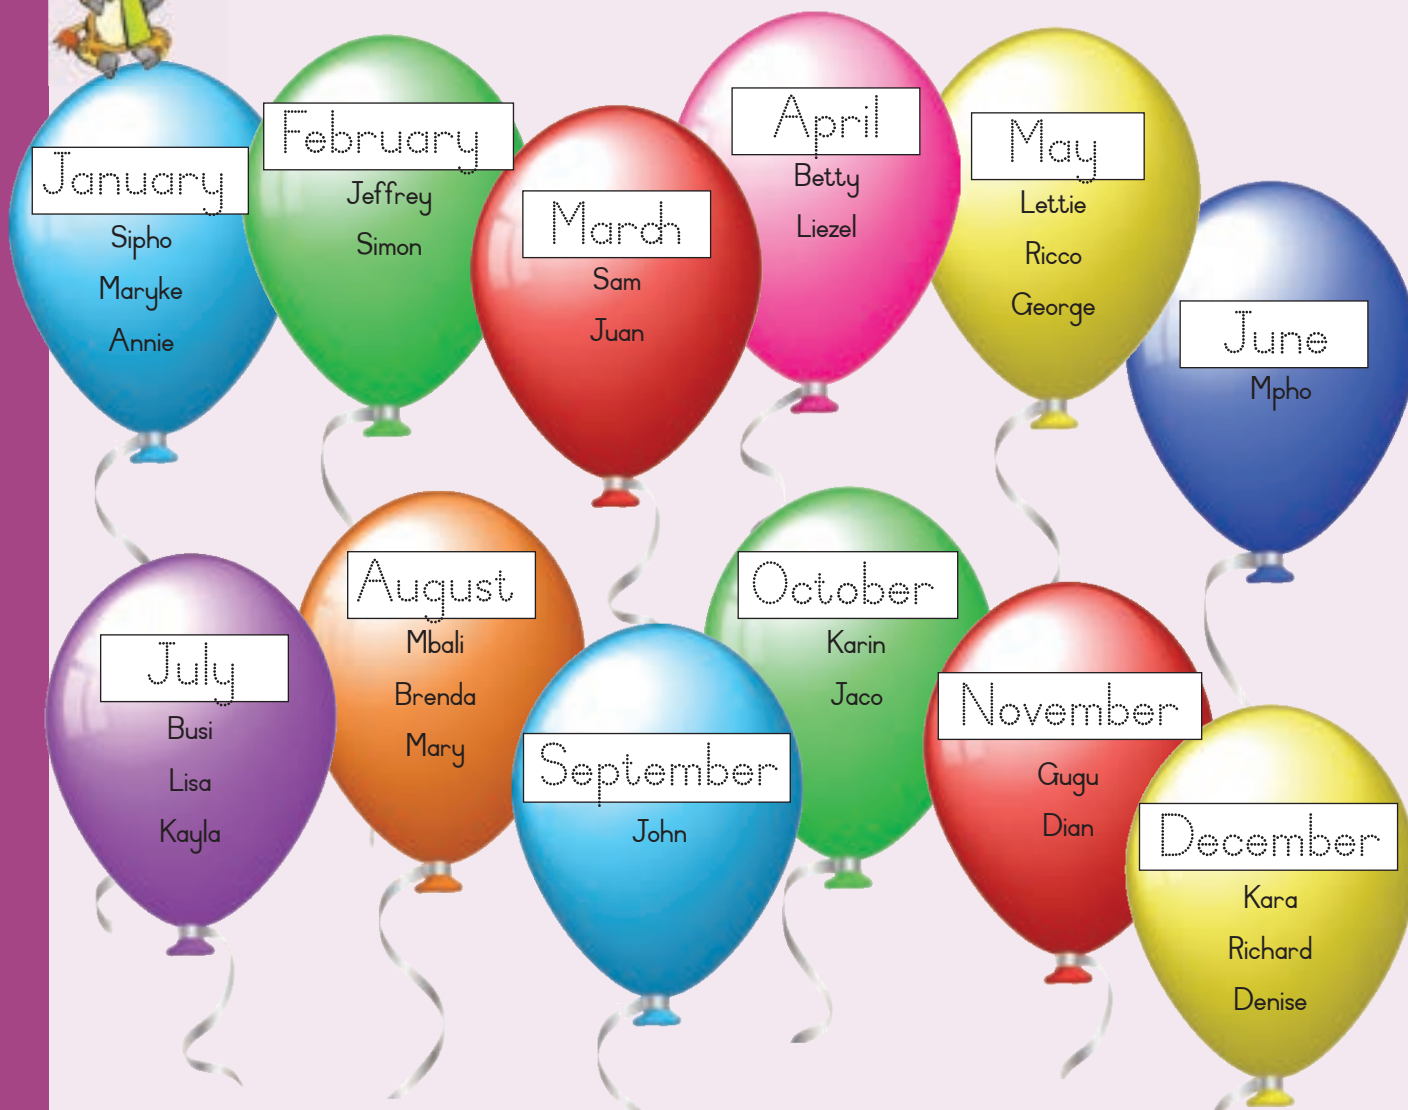 January
Sipho
Maryke
Annie
February
Jeffrey
Simon
March
Sam
Juan
April
Betty
Liezel
May
Lettie
Ricco
George
June
Mpho
July
Busi
Lisa
Kayla
August
Mbali
Brenda
Mary
September
John
October
Karin
Jaco
November
Gugu
Dian
December
Kara
Richard
Denise